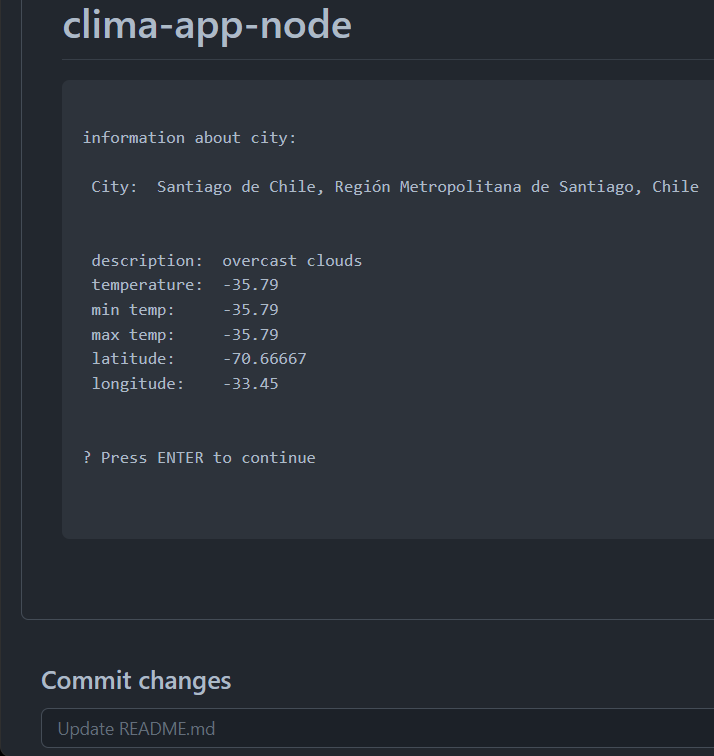 clima-app-node
information about city:
City: Santiago de Chile, Región Metropolitana de Santiago, Chile
description: overcast clouds
temperature: -35.79
min temp: -35.79
max temp: -35.79
latitude: -70.66667
longitude: -33.45
? Press ENTER to continue
Commit changes
Update README.md